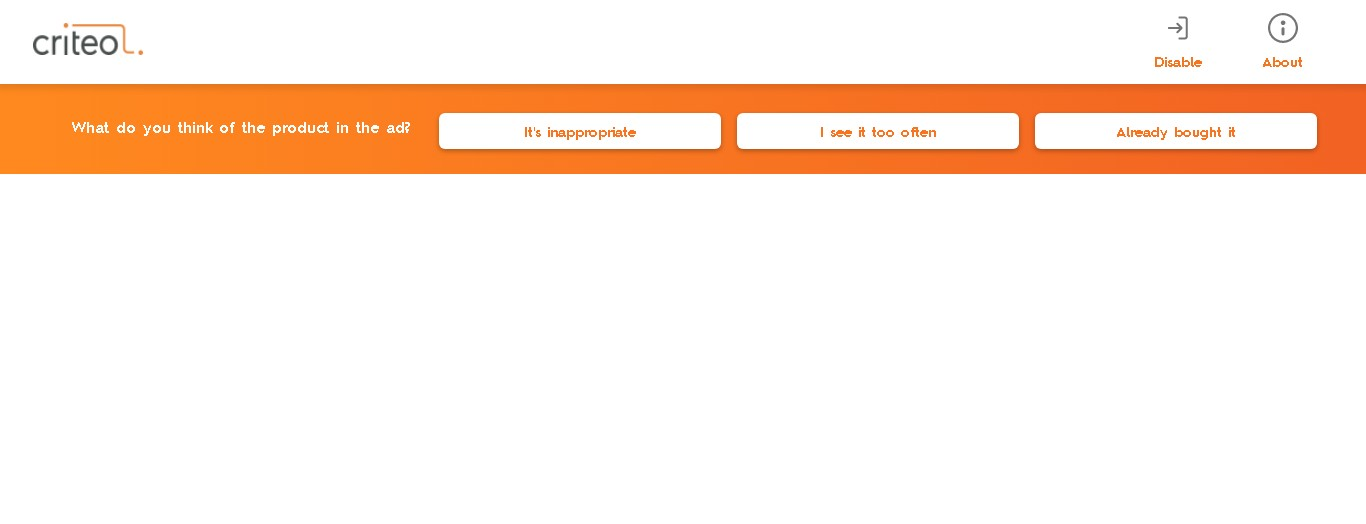 criteo
Disable
About
What do you think of the product in the ad?
It's inappropriate
I see it too often
Already bought it